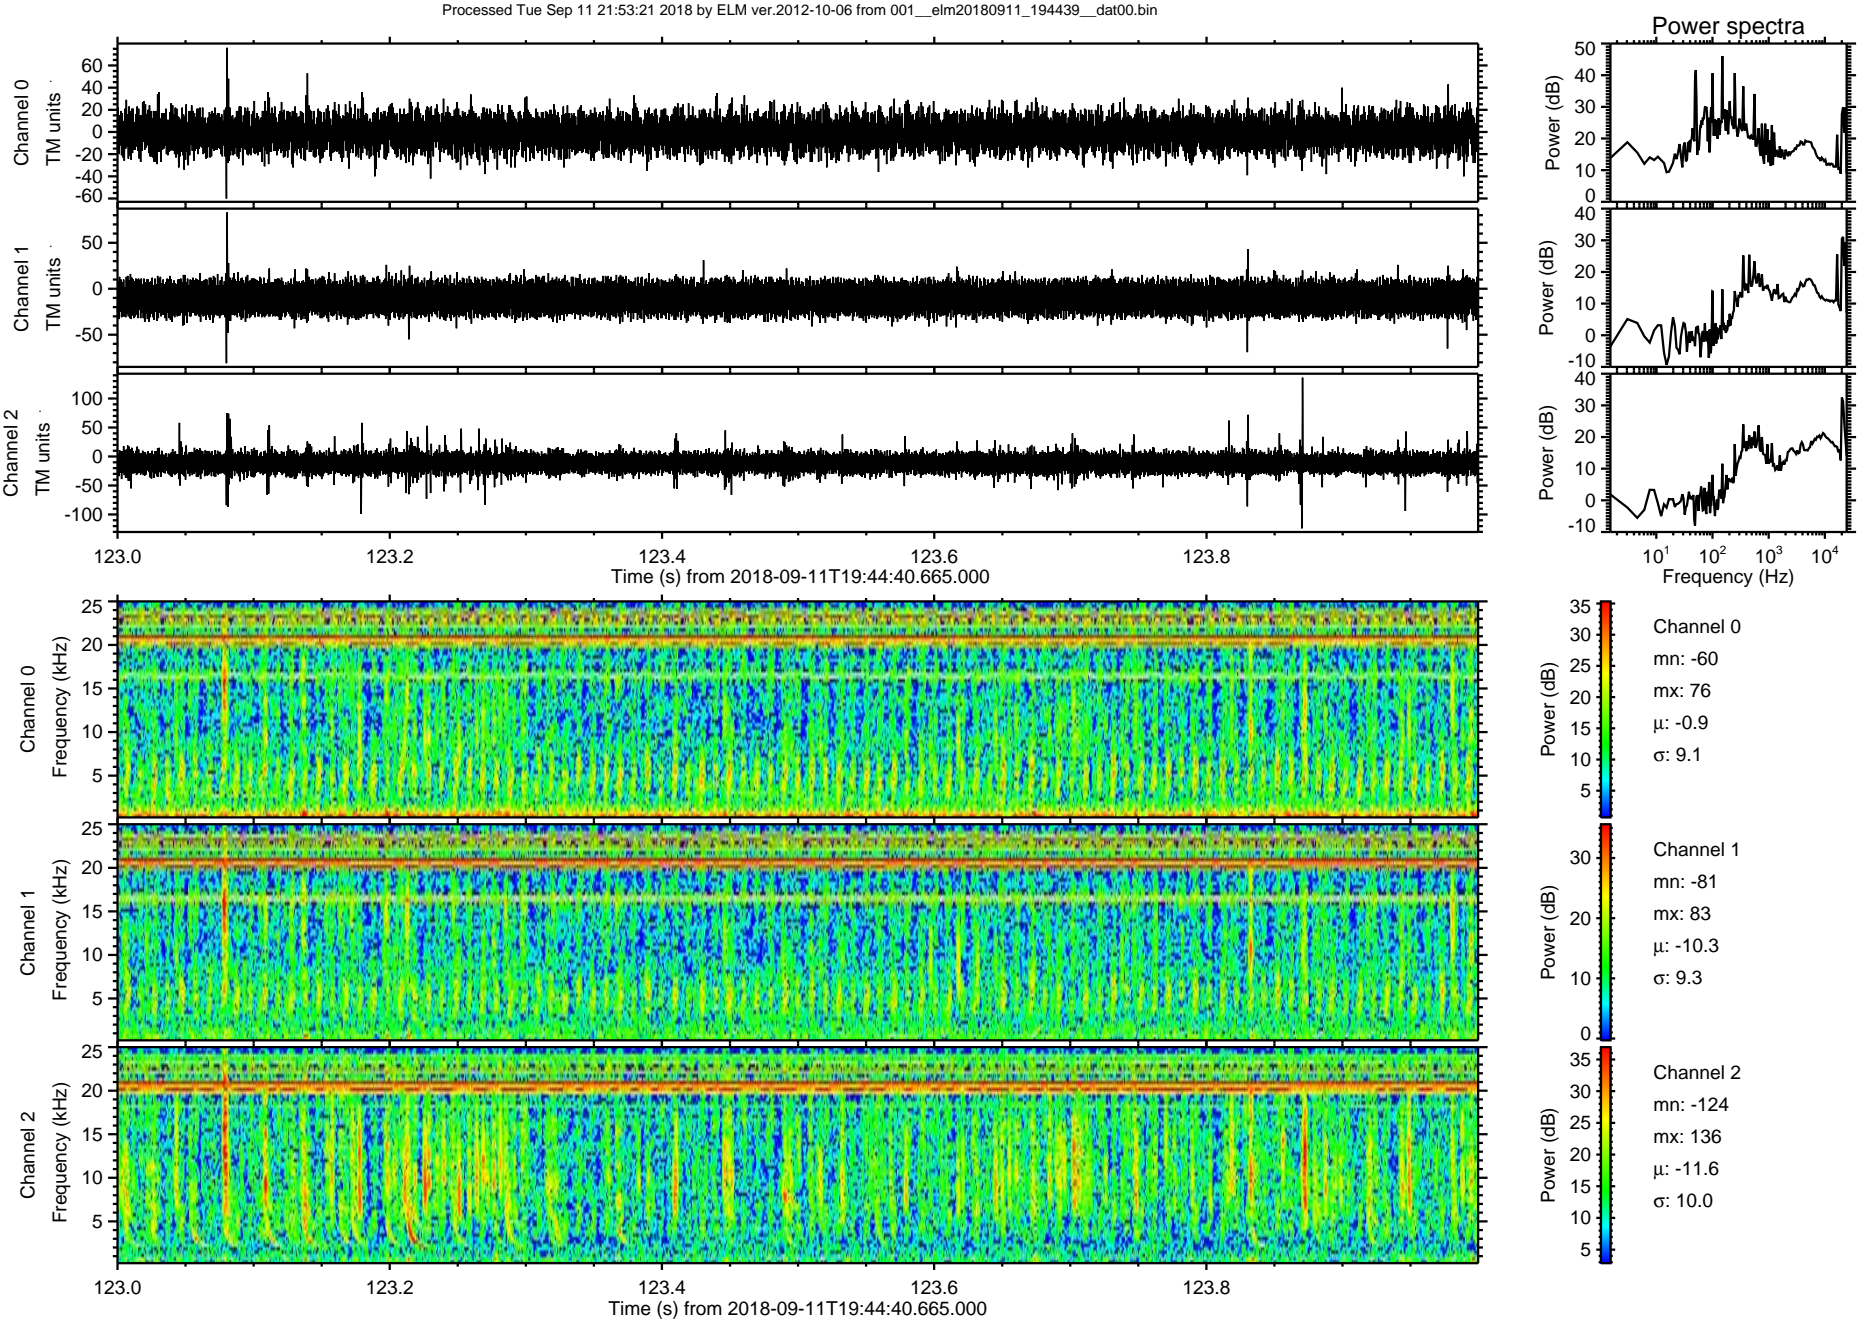 Processed Tue Sep 11 21:53:21 2018 by ELM ver.2012-10-06 from 001__elm20180911_194439__dat00.bin
Power spectra
Channel 0
TM units
60
40
20
0
-20
-40
-60
Power (dB)
50
40
30
20
10
0
Channel 1
TM units
50
0
-50
Power (dB)
40
30
20
10
0
-10
Channel 2
TM units
100
50
0
-50
-100
Power (dB)
40
30
20
10
0
-10
123.0 123.2 123.4 123.6 123.8
Time (s) from 2018-09-11T19:44:40.665.000
10¹ 10² 10³ 10⁴
Frequency (Hz)
Channel 0
Frequency (kHz)
25
20
15
10
5
Power (dB)
35
30
25
20
15
10
5
Channel 0
mn: -60
mx: 76
µ: -0.9
σ: 9.1
Channel 1
Frequency (kHz)
25
20
15
10
5
Power (dB)
30
20
10
0
Channel 1
mn: -81
mx: 83
µ: -10.3
σ: 9.3
Channel 2
Frequency (kHz)
25
20
15
10
5
Power (dB)
35
30
25
20
15
10
5
Channel 2
mn: -124
mx: 136
µ: -11.6
σ: 10.0
123.0 123.2 123.4 123.6 123.8
Time (s) from 2018-09-11T19:44:40.665.000